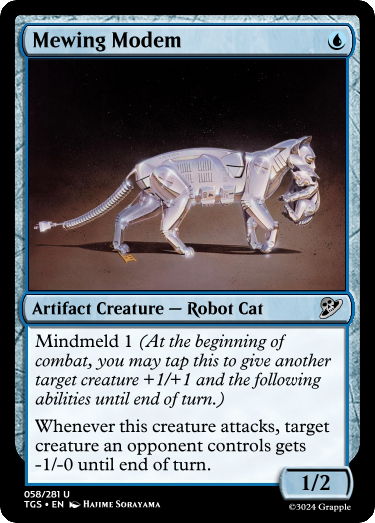 Mewing Modem
Artifact Creature — Robot Cat
Mindmeld 1 (At the beginning of
combat, you may tap this to give another
target creature +1/+1 and the following
abilities until end of turn.)
Whenever this creature attacks, target
creature an opponent controls gets
-1/-0 until end of turn.
1/2
058/281 U
TGS • EN Hajime Sorayama
©3024 Grapple